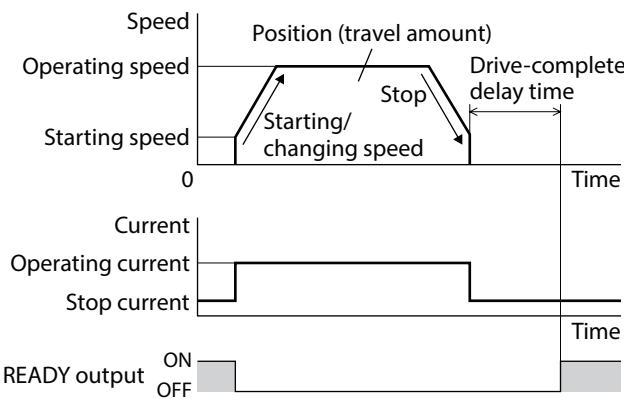 Speed
Position (travel amount)
Operating speed
Drive-complete
delay time
Stop
Starting speed
Starting/
changing speed
0
Time
Current
Operating current
Stop current
Time
READY output
ON
OFF